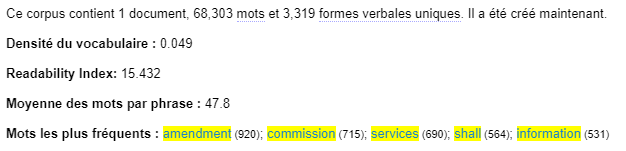 Ce corpus contient 1 document, 68,303 mots et 3,319 formes verbales uniques. Il a été créé maintenant.
Densité du vocabulaire : 0.049
Readability Index: 15.432
Moyenne des mots par phrase : 47.8
Mots les plus fréquents : amendment (920); commission (715); services (690); shall (564); information (531)